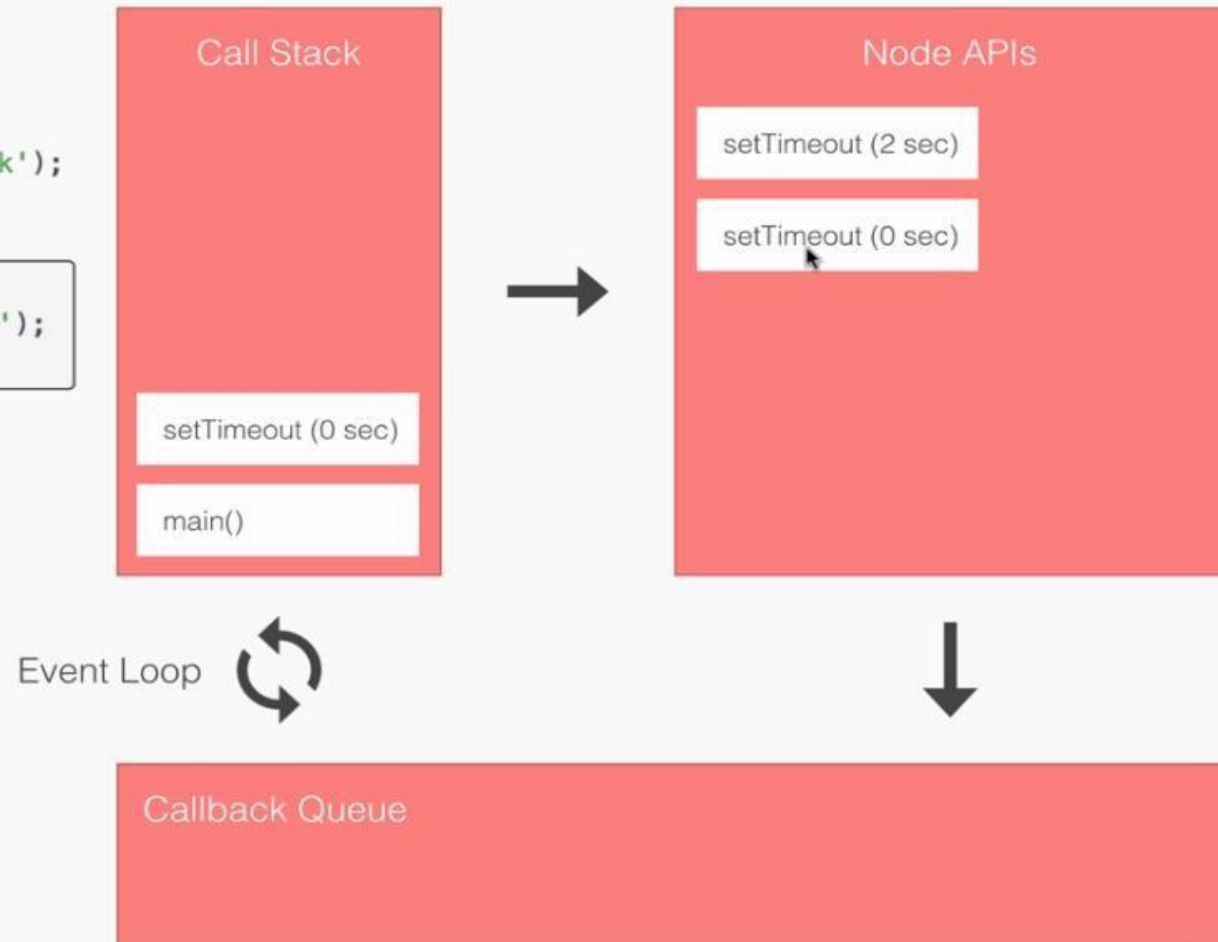 k');
');
Call Stack
setTimeout (0 sec)
main()
Node APIs
setTimeout (2 sec)
setTimeout (0 sec)
Event Loop
Callback Queue